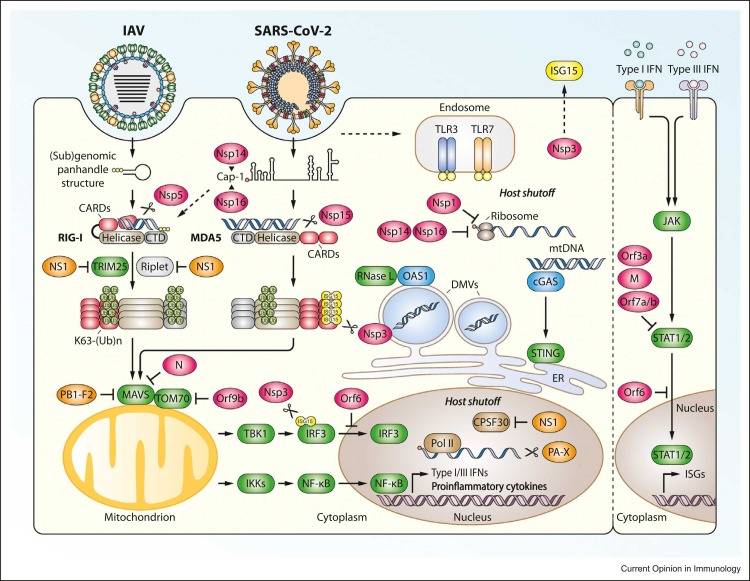 IAV
SARS-CoV-2
ISG15
Type I IFN
Type III IFN
Endosome
TLR3
TLR7
Nsp3
(Sub)genomic
panhandle
structure
Nsp14
Cap-1
Nsp16
Nsp5
CARDs
RIG-I
Helicase
CTD
MDA5
CTD
Helicase
CARDs
Nsp15
Host shutoff
Nsp1
Ribosome
Nsp14
Nsp16
mtDNA
cGAS
JAK
NS1
TRIM25
Riplet
NS1
RNase L
OAS1
DMVs
Orf3a
M
Orf7a/b
STAT1/2
K63-(Ub)n
Nsp3
STING
ER
N
PB1-F2
MAVS
TOM70
Orf9b
Nsp3
Orf6
ISG15
TBK1
IRF3
IRF3
Host shutoff
CPSF30
NS1
Pol II
PA-X
Orf6
Nucleus
STAT1/2
ISGs
IKKs
NF-κB
NF-κB
Type I/III IFNs
Proinflammatory cytokines
Mitochondrion
Cytoplasm
Nucleus
Cytoplasm
Current Opinion in Immunology